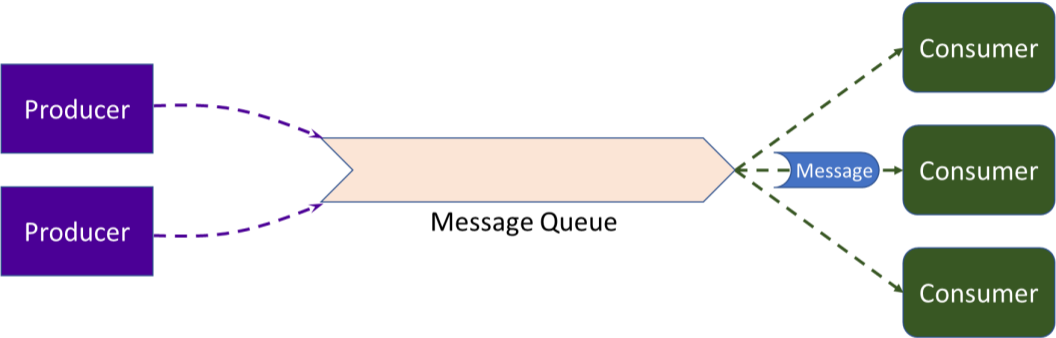 Producer
Producer
Message Queue
Message
Consumer
Consumer
Consumer